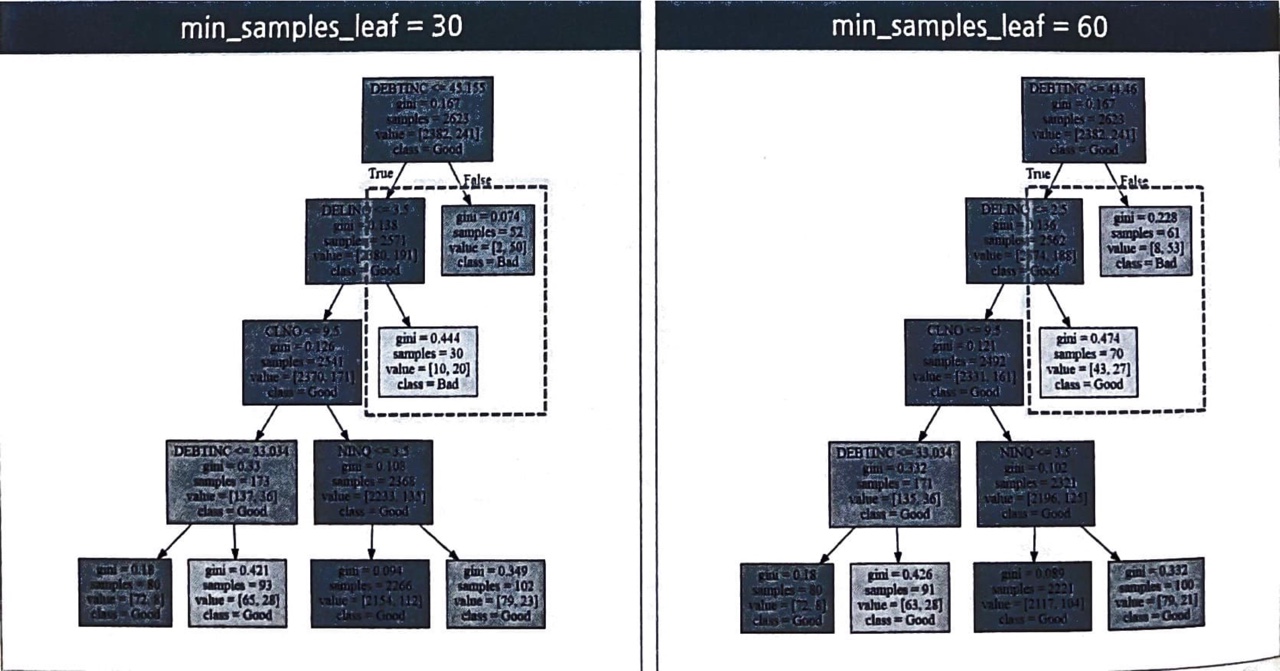 min_samples_leaf = 30
DEBTINC <= 45.155
gini = 0.167
samples = 2623
value = [2382, 241]
class = Good
True
False
DELINQ <= 3.5
gini = 0.138
samples = 2571
value = [2380, 191]
class = Good
gini = 0.074
samples = 52
value = [2, 50]
class = Bad
CLNO <= 9.5
gini = 0.126
samples = 2541
value = [2370, 171]
class = Good
gini = 0.444
samples = 30
value = [10, 20]
class = Bad
DEBTINC <= 33.034
gini = 0.33
samples = 173
value = [137, 36]
class = Good
NINQ <= 3.5
gini = 0.108
samples = 2368
value = [2233, 135]
class = Good
gini = 0.18
samples = 80
value = [72, 8]
class = Good
gini = 0.421
samples = 93
value = [65, 28]
class = Good
gini = 0.094
samples = 2266
value = [2154, 112]
class = Good
gini = 0.349
samples = 102
value = [79, 23]
class = Good
min_samples_leaf = 60
DEBTINC <= 44.46
gini = 0.167
samples = 2623
value = [2382, 241]
class = Good
True
False
DELINQ <= 2.5
gini = 0.136
samples = 2562
value = [2374, 188]
class = Good
gini = 0.228
samples = 61
value = [8, 53]
class = Bad
CLNO <= 9.5
gini = 0.121
samples = 2492
value = [2331, 161]
class = Good
gini = 0.474
samples = 70
value = [43, 27]
class = Good
DEBTINC <= 33.034
gini = 0.332
samples = 171
value = [135, 36]
class = Good
NINQ <= 3.5
gini = 0.102
samples = 2321
value = [2196, 125]
class = Good
gini = 0.18
samples = 80
value = [72, 8]
class = Good
gini = 0.426
samples = 91
value = [63, 28]
class = Good
gini = 0.089
samples = 2221
value = [2117, 104]
class = Good
gini = 0.332
samples = 100
value = [79, 21]
class = Good